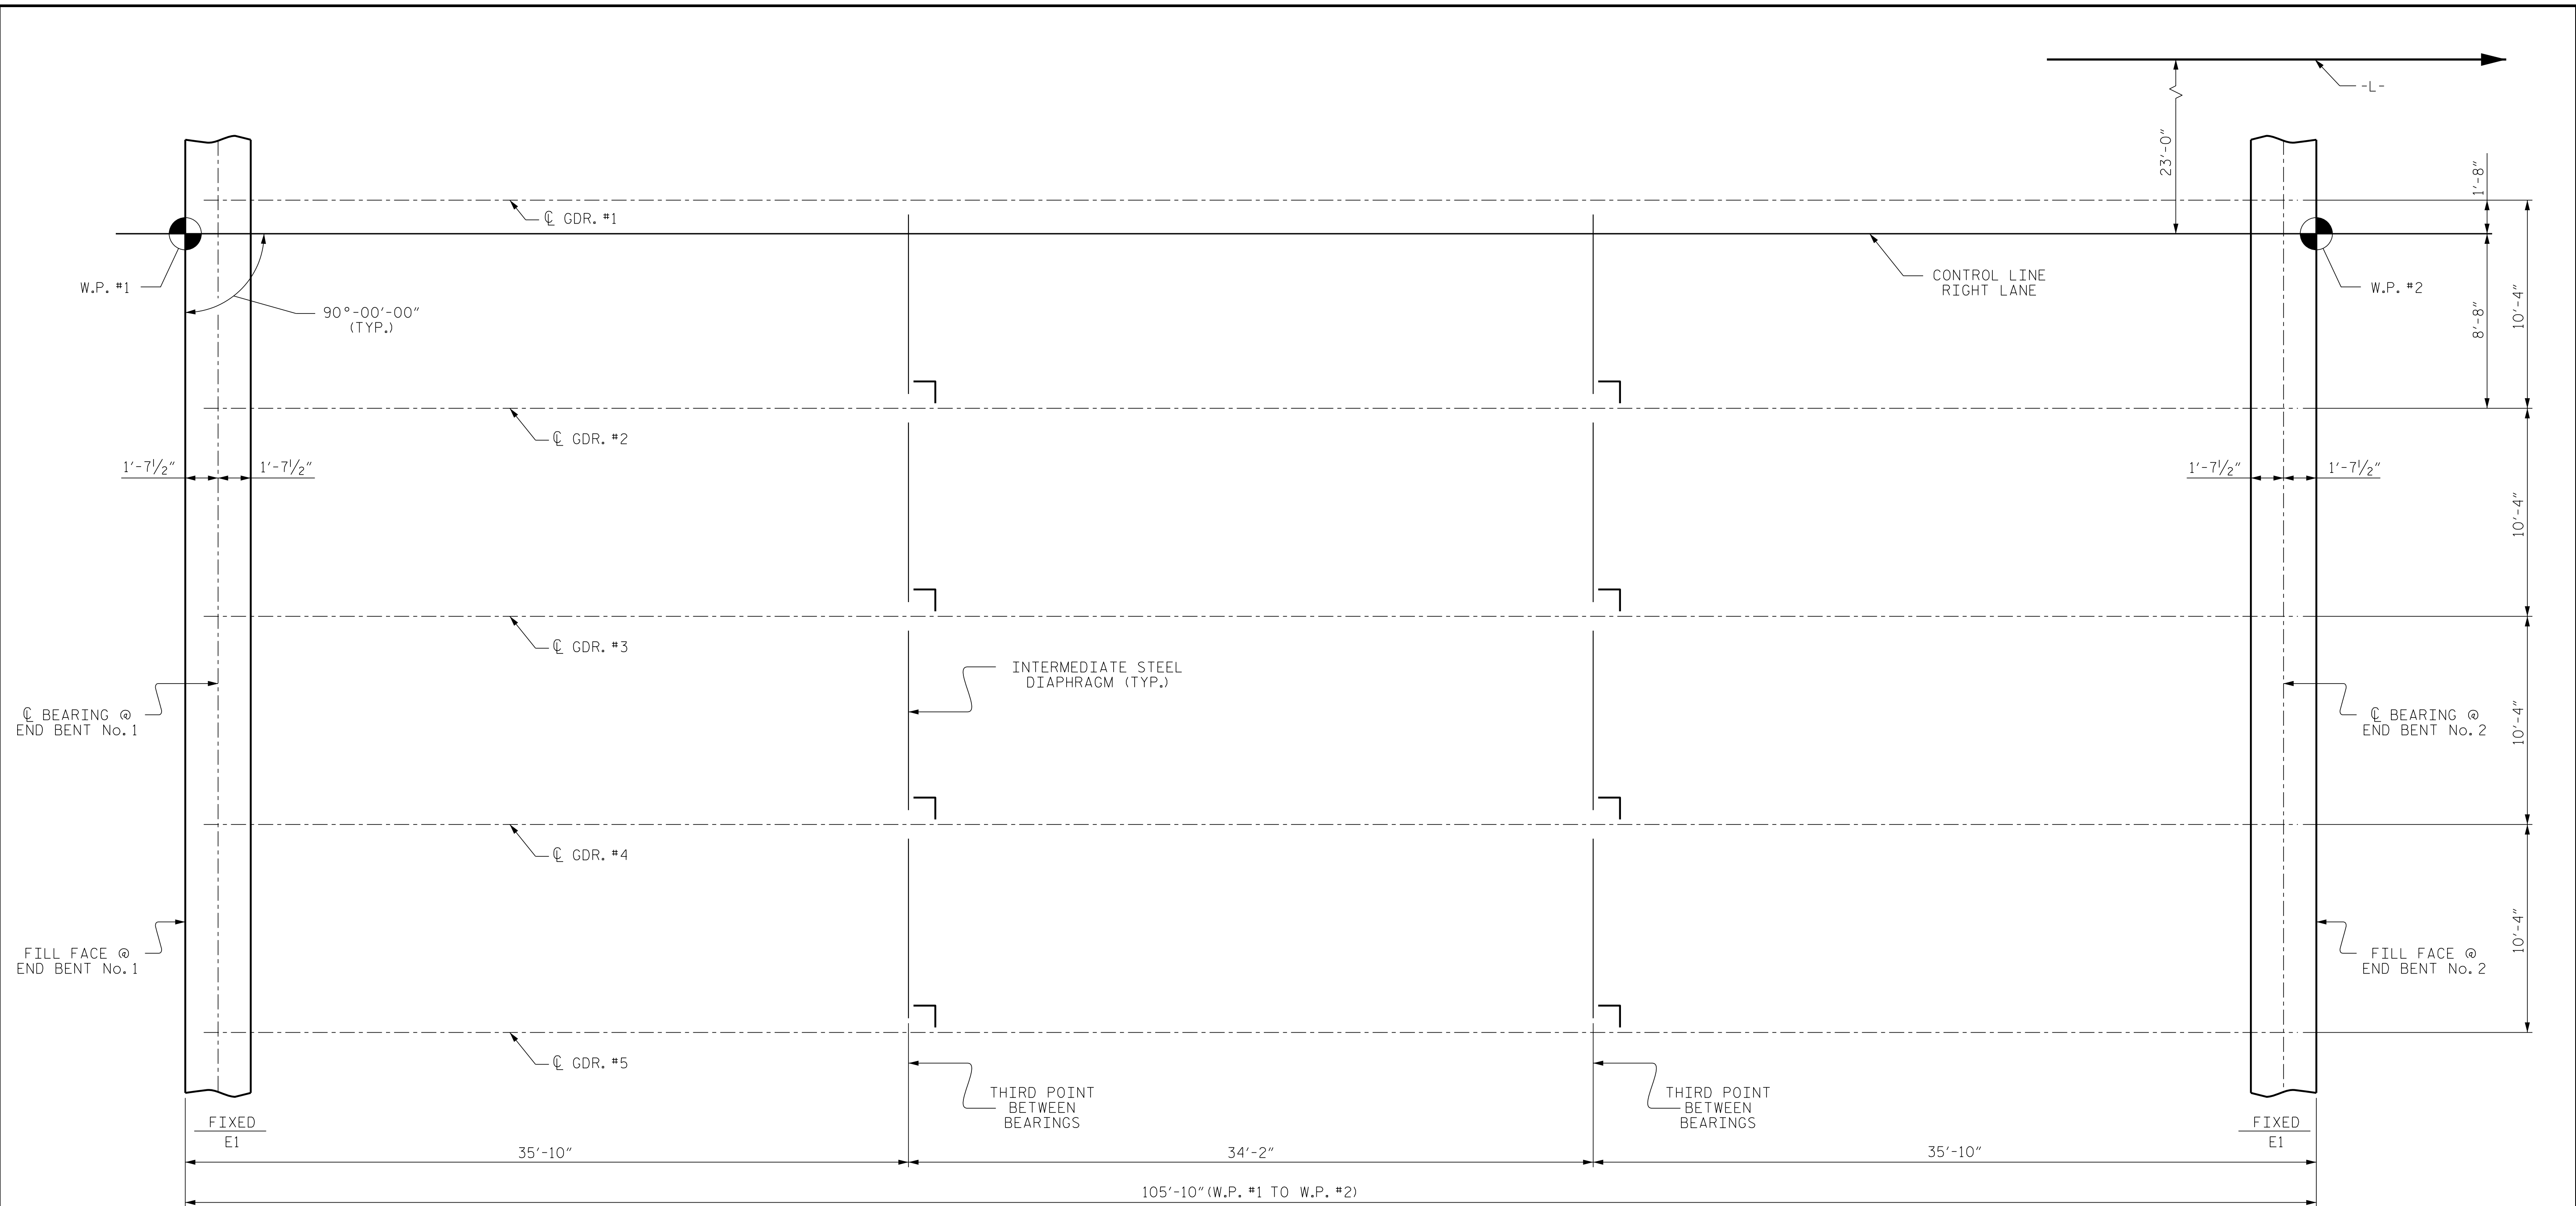 -L-
23'-0"
1'-8"
℄ GDR. #1
W.P. #1
90°-00'-00"
(TYP.)
CONTROL LINE
RIGHT LANE
W.P. #2
8'-8"
10'-4"
℄ GDR. #2
1'-7½"
1'-7½"
1'-7½"
1'-7½"
10'-4"
℄ GDR. #3
INTERMEDIATE STEEL
DIAPHRAGM (TYP.)
℄ BEARING @
END BENT No. 1
℄ BEARING @
END BENT No. 2
10'-4"
℄ GDR. #4
FILL FACE @
END BENT No. 1
FILL FACE @
END BENT No. 2
10'-4"
℄ GDR. #5
THIRD POINT
BETWEEN
BEARINGS
THIRD POINT
BETWEEN
BEARINGS
FIXED
E1
FIXED
E1
35'-10"
34'-2"
35'-10"
105'-10" (W.P. #1 TO W.P. #2)